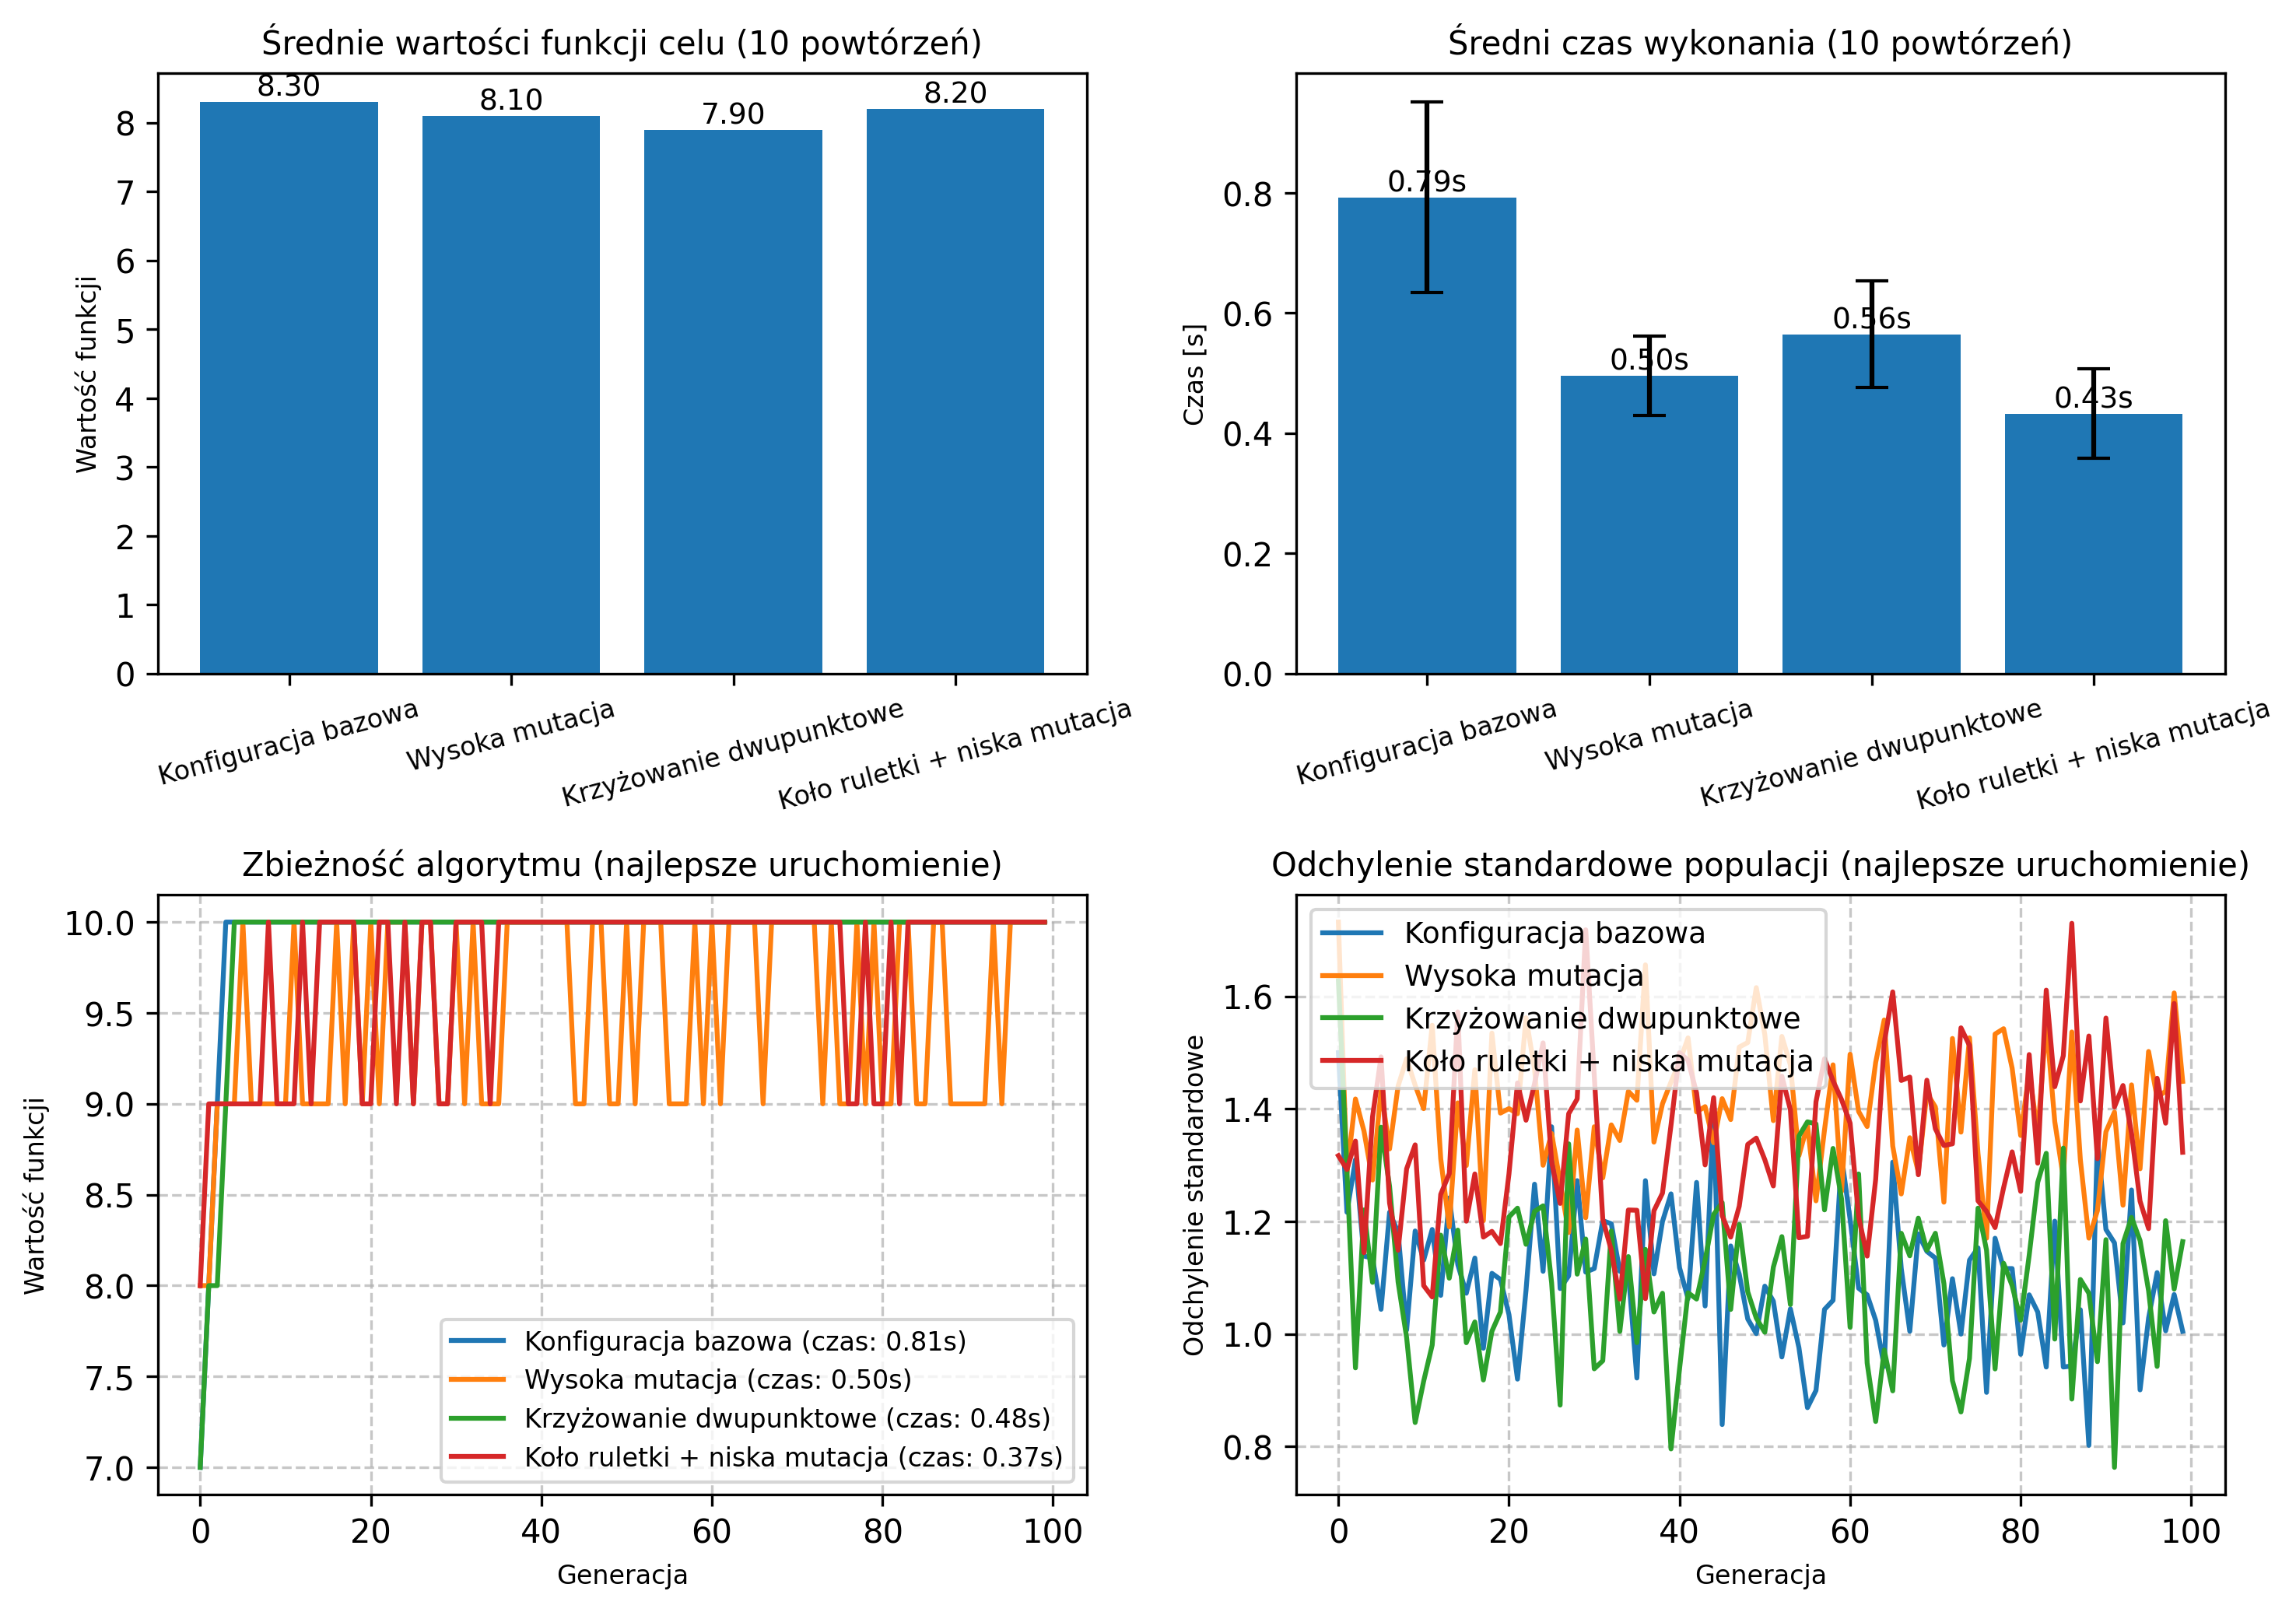 Średnie wartości funkcji celu (10 powtórzeń)
8.30
8.10
7.90
8.20
8
7
6
5
4
3
2
1
0
Wartość funkcji
Konfiguracja bazowa
Wysoka mutacja
Krzyżowanie dwupunktowe
Koło ruletki + niska mutacja
Średni czas wykonania (10 powtórzeń)
0.79s
0.50s
0.56s
0.43s
0.8
0.6
0.4
0.2
0.0
Czas [s]
Konfiguracja bazowa
Wysoka mutacja
Krzyżowanie dwupunktowe
Koło ruletki + niska mutacja
Zbieżność algorytmu (najlepsze uruchomienie)
10.0
9.5
9.0
8.5
8.0
7.5
7.0
Wartość funkcji
Konfiguracja bazowa (czas: 0.81s)
Wysoka mutacja (czas: 0.50s)
Krzyżowanie dwupunktowe (czas: 0.48s)
Koło ruletki + niska mutacja (czas: 0.37s)
0 20 40 60 80 100
Generacja
Odchylenie standardowe populacji (najlepsze uruchomienie)
Konfiguracja bazowa
Wysoka mutacja
Krzyżowanie dwupunktowe
Koło ruletki + niska mutacja
1.6
1.4
1.2
1.0
0.8
Odchylenie standardowe
0 20 40 60 80 100
Generacja